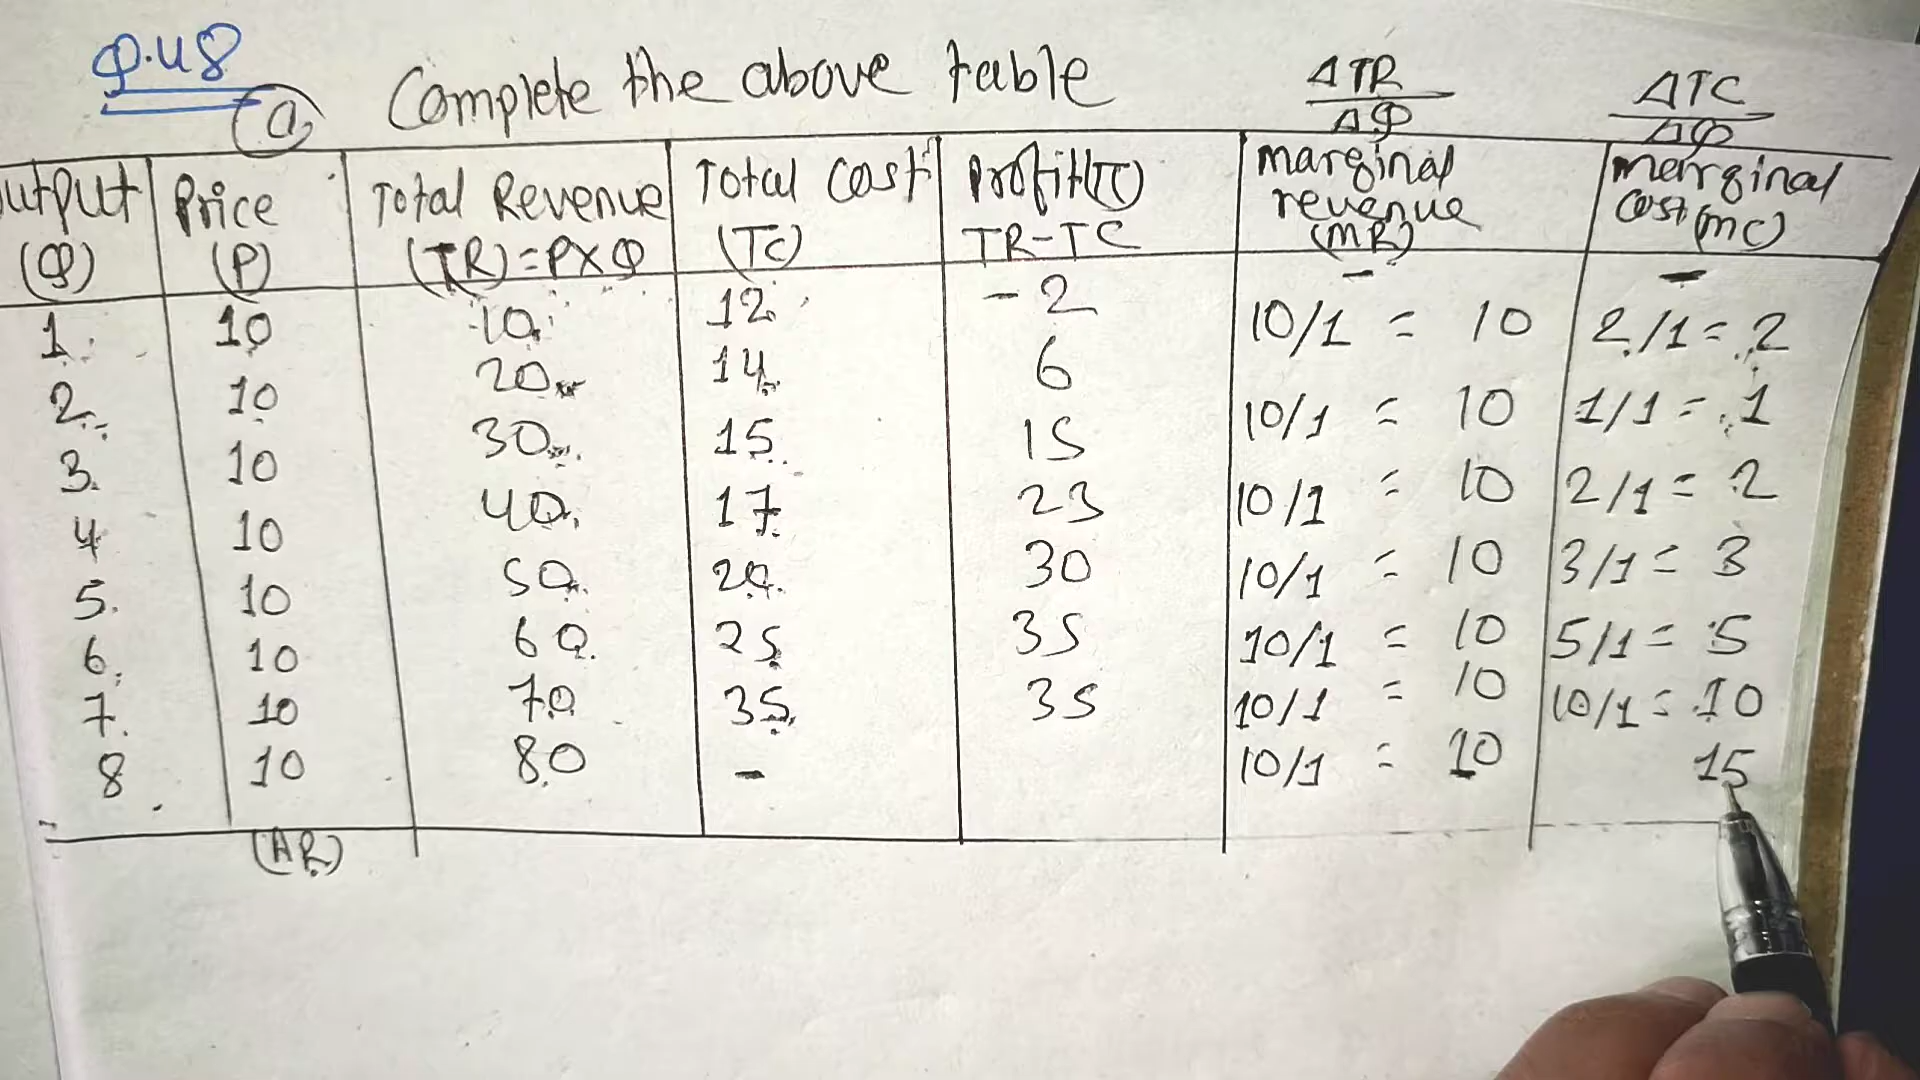 Q.48
(a) Complete the above table
ΔTR/ΔQ ΔTC/ΔQ
utput (Q) Price (P) Total Revenue (TR)=P×Q Total Cost (TC) Profit(π) TR-TC marginal revenue (MR) marginal cost (MC)
1. 10 10 12 -2 - -
2. 10 20 14 6 10/1 = 10 2/1 = 2
3. 10 30 15 15 10/1 = 10 1/1 = 1
4 10 40 17 23 10/1 = 10 2/1 = 2
5. 10 50 20 30 10/1 = 10 3/1 = 3
6. 10 60 25 35 10/1 = 10 5/1 = 5
7. 10 70 35 35 10/1 = 10 10/1 = 10
8 10 80 - 10/1 = 10 15
(AR)